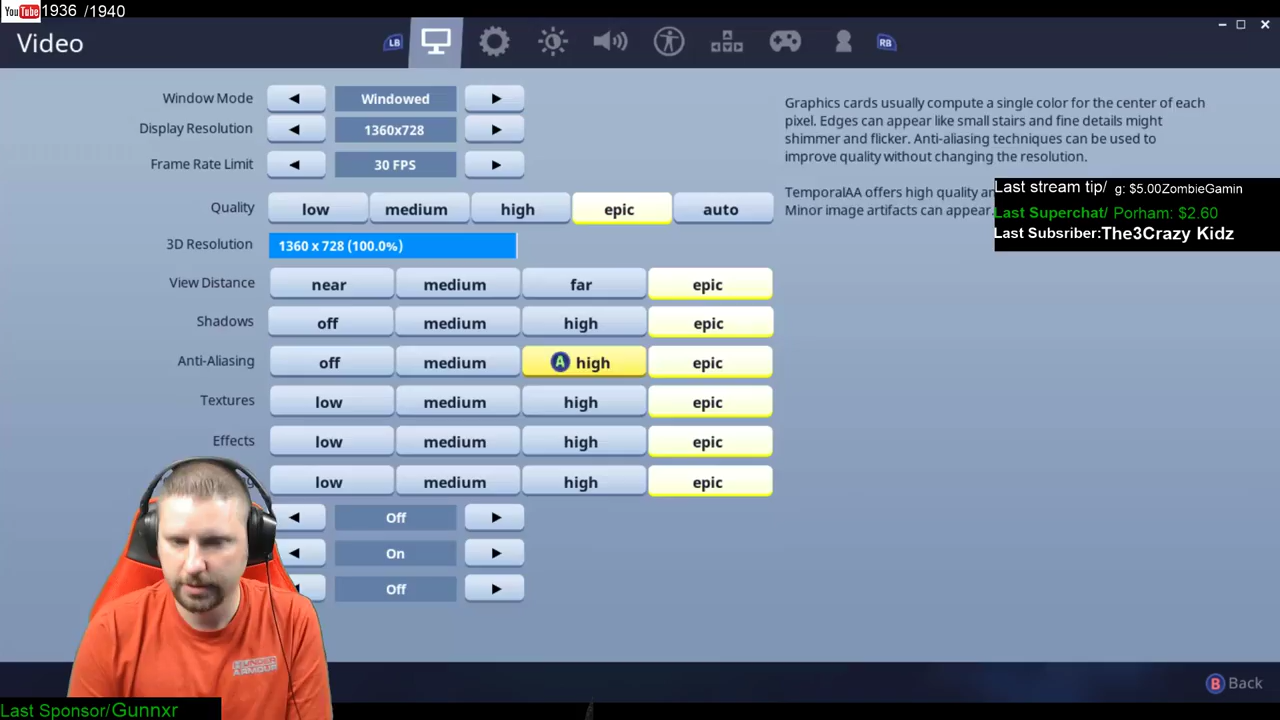 YouTube 1936 /1940
Video
LB
RB
Window Mode Windowed
Display Resolution 1360x728
Frame Rate Limit 30 FPS
Quality low medium high epic auto
3D Resolution 1360 x 728 (100.0%)
View Distance near medium far epic
Shadows off medium high epic
Anti-Aliasing off medium A high epic
Textures low medium high epic
Effects low medium high epic
low medium high epic
Off
On
Off
Graphics cards usually compute a single color for the center of each
pixel. Edges can appear like small stairs and fine details might
shimmer and flicker. Anti-aliasing techniques can be used to
improve quality without changing the resolution.
TemporalAA offers high quality
Minor image artifacts can appear.
Last stream tip/ g: $5.00ZombieGamin
Last Superchat/ Porham: $2.60
Last Subsriber:The3Crazy Kidz
UNDER
ARMOUR
B Back
Last Sponsor/Gunnxr